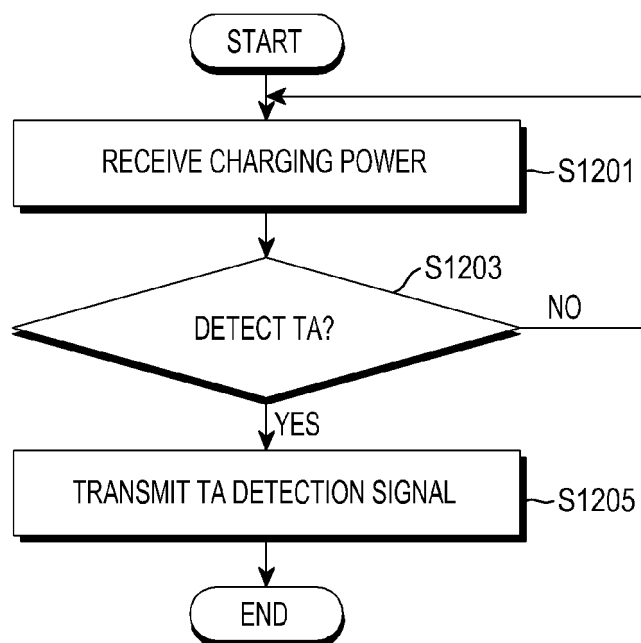 START
RECEIVE CHARGING POWER
S1201
S1203
DETECT TA?
NO
YES
TRANSMIT TA DETECTION SIGNAL
S1205
END